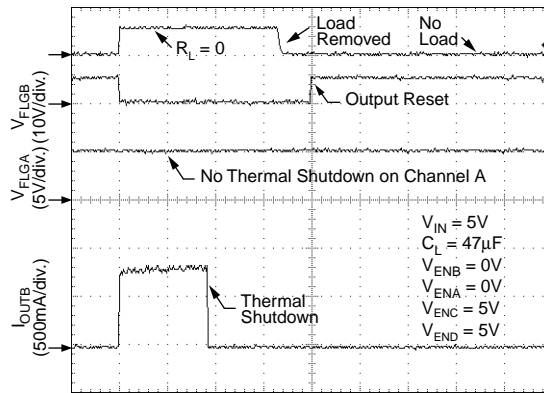 Load
Removed
No
Load
R_L = 0
V_FLGB
(10V/div.)
Output Reset
V_FLGA
(5V/div.)
No Thermal Shutdown on Channel A
V_IN = 5V
C_L = 47µF
V_ENB = 0V
V_ENA = 0V
V_ENC = 5V
V_END = 5V
I_OUTB
(500mA/div.)
Thermal
Shutdown